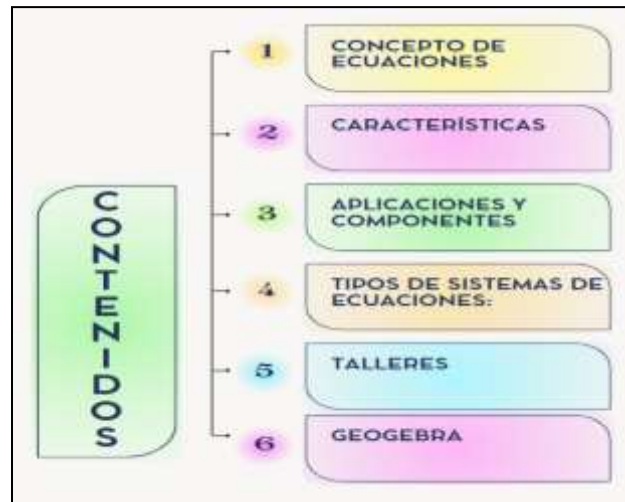 CONTENIDOS
1
CONCEPTO DE
ECUACIONES
2
CARACTERÍSTICAS
3
APLICACIONES Y
COMPONENTES
4
TIPOS DE SISTEMAS DE
ECUACIONES:
5
TALLERES
6
GEOGEBRA